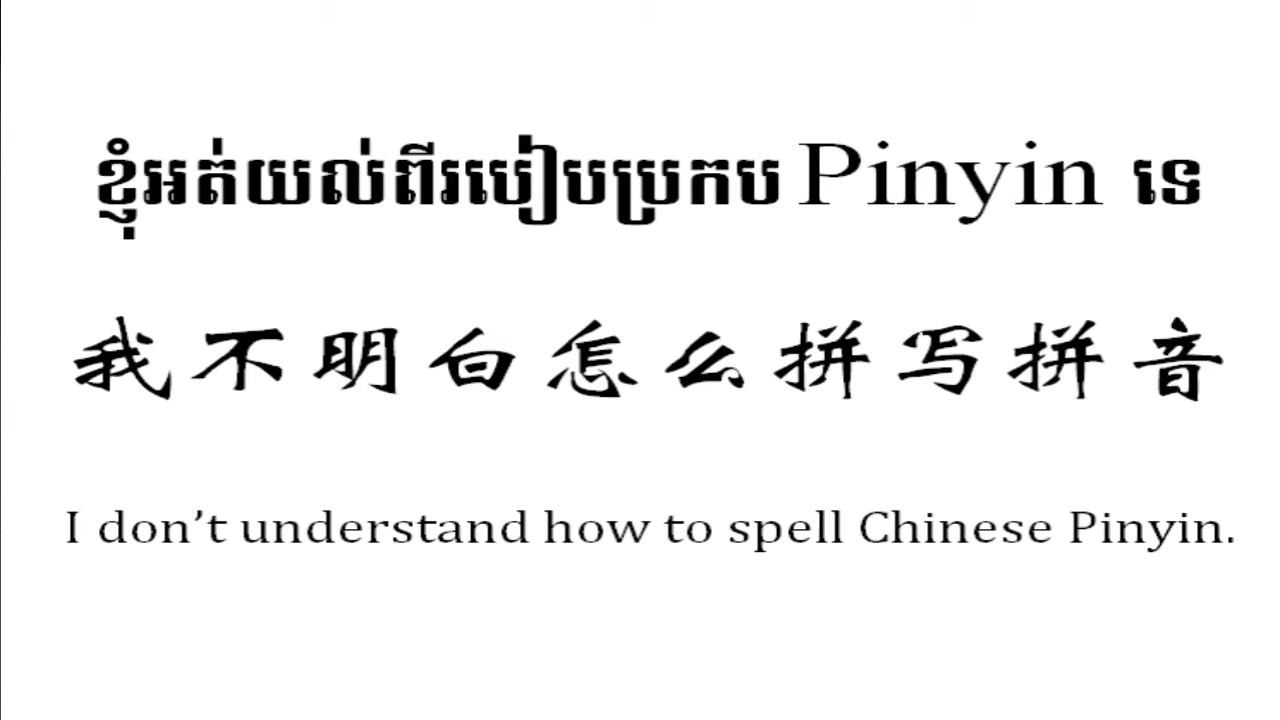 ខ្ញុំអត់យល់ពីរបៀបប្រកប Pinyin ទេ
我不明白怎么拼写拼音
I don’t understand how to spell Chinese Pinyin.